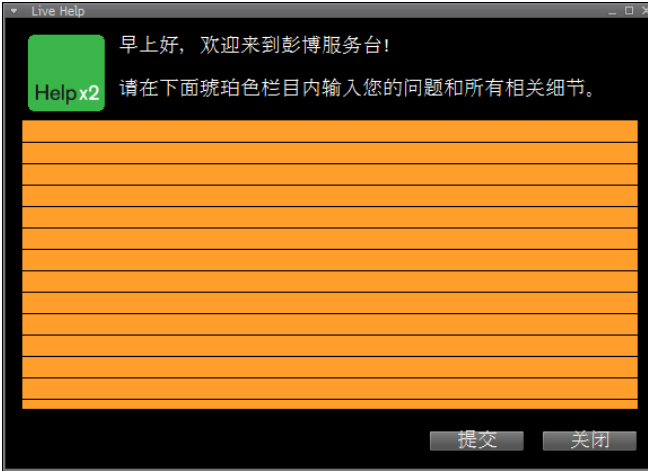 Live Help
早上好，欢迎来到彭博服务台!
请在下面琥珀色栏目内输入您的问题和所有相关细节。
Help x2
提交 关闭